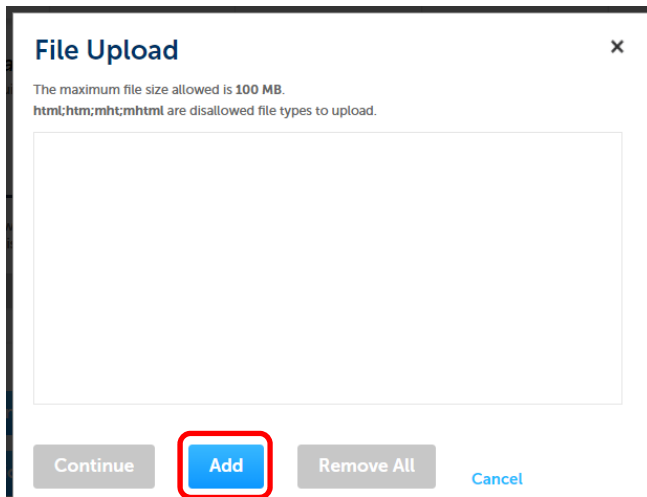 File Upload
×
The maximum file size allowed is 100 MB.
html;htm;mht;mhtml are disallowed file types to upload.
Continue
Add
Remove All
Cancel